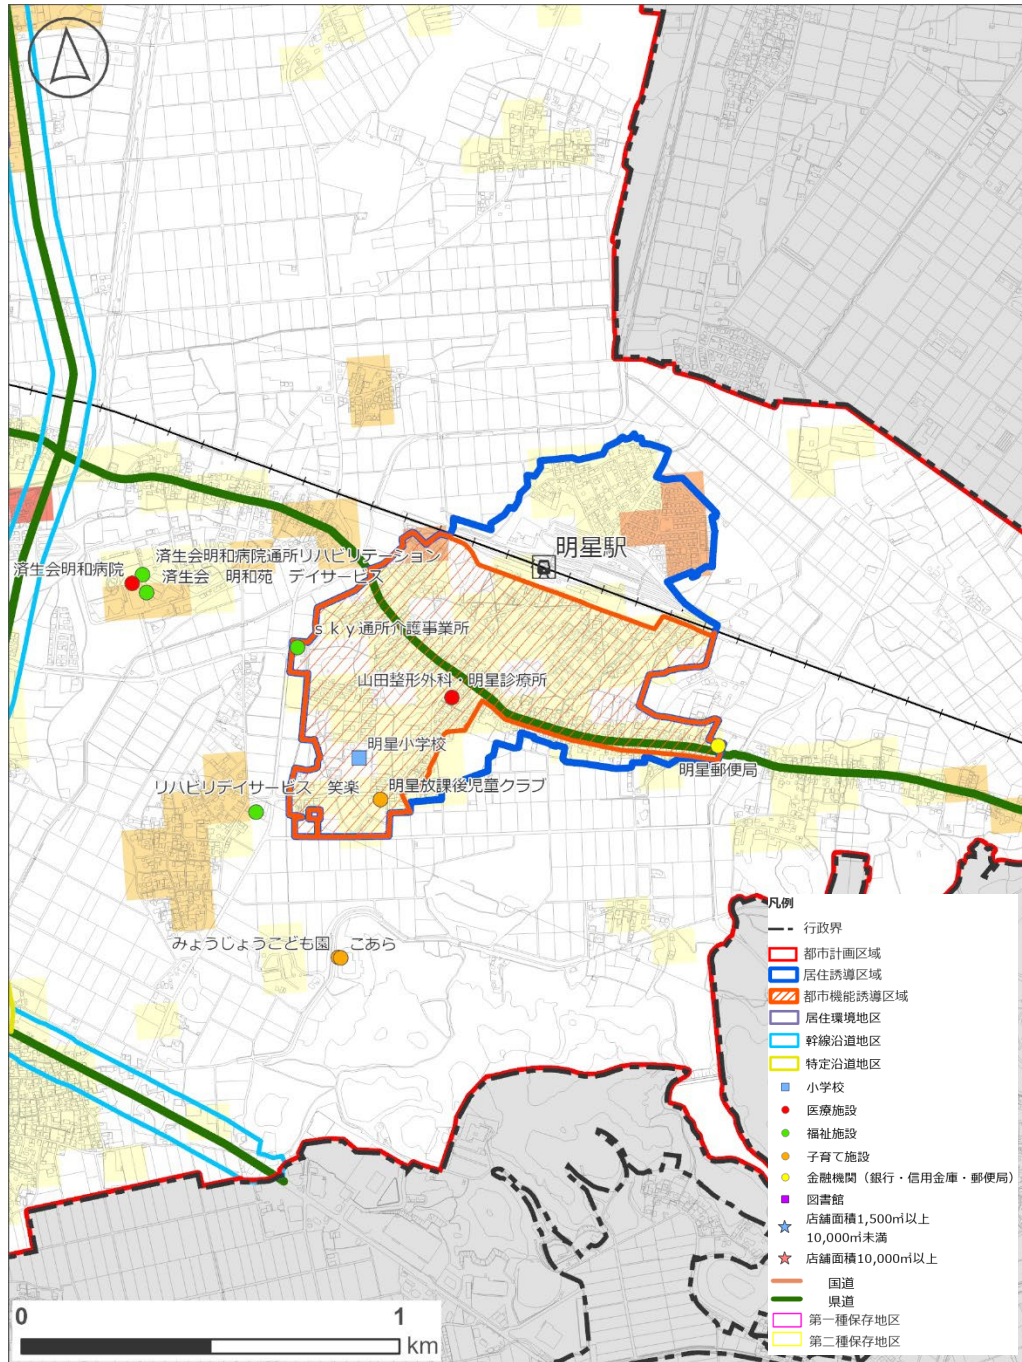 明星駅
済生会明和病院通所リハビリテーション
済生会明和病院
済生会 明和苑 デイサービス
sky通所介護事業所
山田整形外科・明星診療所
明星小学校
明星郵便局
リハビリデイサービス 笑楽
明星放課後児童クラブ
みょうじょうこども園 こあら
凡例
行政界
都市計画区域
居住誘導区域
都市機能誘導区域
居住環境地区
幹線沿道地区
特定沿道地区
小学校
医療施設
福祉施設
子育て施設
金融機関（銀行・信用金庫・郵便局）
図書館
店舗面積1,500㎡以上
10,000㎡未満
店舗面積10,000㎡以上
国道
県道
第一種保存地区
第二種保存地区
0 1
km